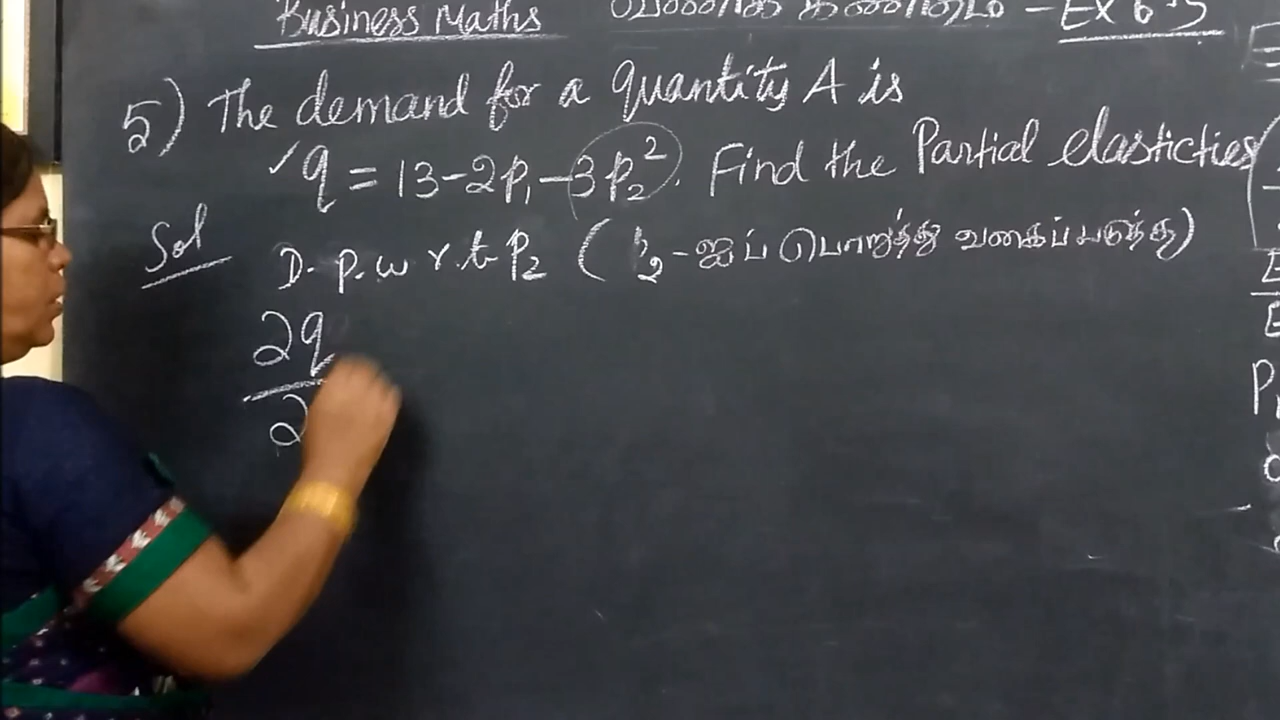 Business Maths வணிகக் கணிதம் - Ex 6.5
5) The demand for a quantity A is
✓ q = 13-2p₁-3p₂². Find the Partial elasticties
Sol
D. p. w r.t p₂ ( p₂-ஐப் பொறுத்து வகைப்படுத்த)
∂q
∂